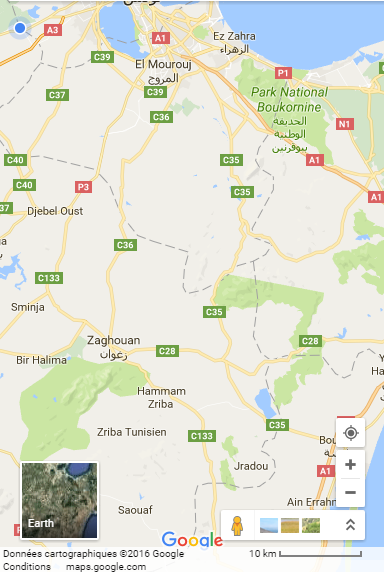 A3
A1
Ez Zahra
الزهراء
C39
El Mourouj
المروج
P1
C37
C39
Park National
Boukornine
الحديقة
الوطنية
ببوقرنين
C36
N1
C40
C35
A1
C40
P3
C35
A1
Djebel Oust
C36
C133
Sminja
C35
Zaghouan
زغوان
C28
C28
Bir Halima
Hammam
Zriba
C35
Zriba Tunisien
C133
A1
Jradou
Earth
Saouaf
Ain Errahm
Google
10 km
Données cartographiques ©2016 Google
Conditions maps.google.com